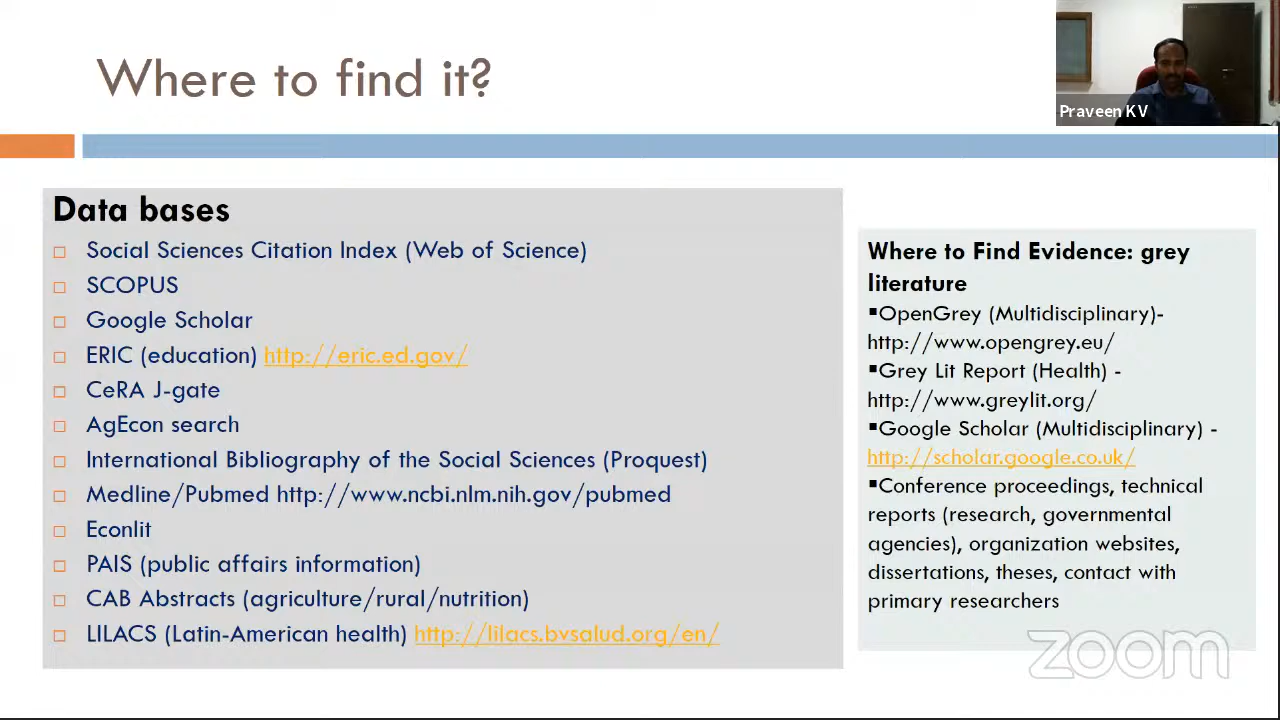 Where to find it?
Praveen KV
Data bases
□ Social Sciences Citation Index (Web of Science)
□ SCOPUS
□ Google Scholar
□ ERIC (education) http://eric.ed.gov/
□ CeRA J-gate
□ AgEcon search
□ International Bibliography of the Social Sciences (Proquest)
□ Medline/Pubmed http://www.ncbi.nlm.nih.gov/pubmed
□ Econlit
□ PAIS (public affairs information)
□ CAB Abstracts (agriculture/rural/nutrition)
□ LILACS (Latin-American health) http://lilacs.bvsalud.org/en/
Where to Find Evidence: grey
literature
▪OpenGrey (Multidisciplinary)-
http://www.opengrey.eu/
▪Grey Lit Report (Health) -
http://www.greylit.org/
▪Google Scholar (Multidisciplinary) -
http://scholar.google.co.uk/
▪Conference proceedings, technical
reports (research, governmental
agencies), organization websites,
dissertations, theses, contact with
primary researchers
zoom